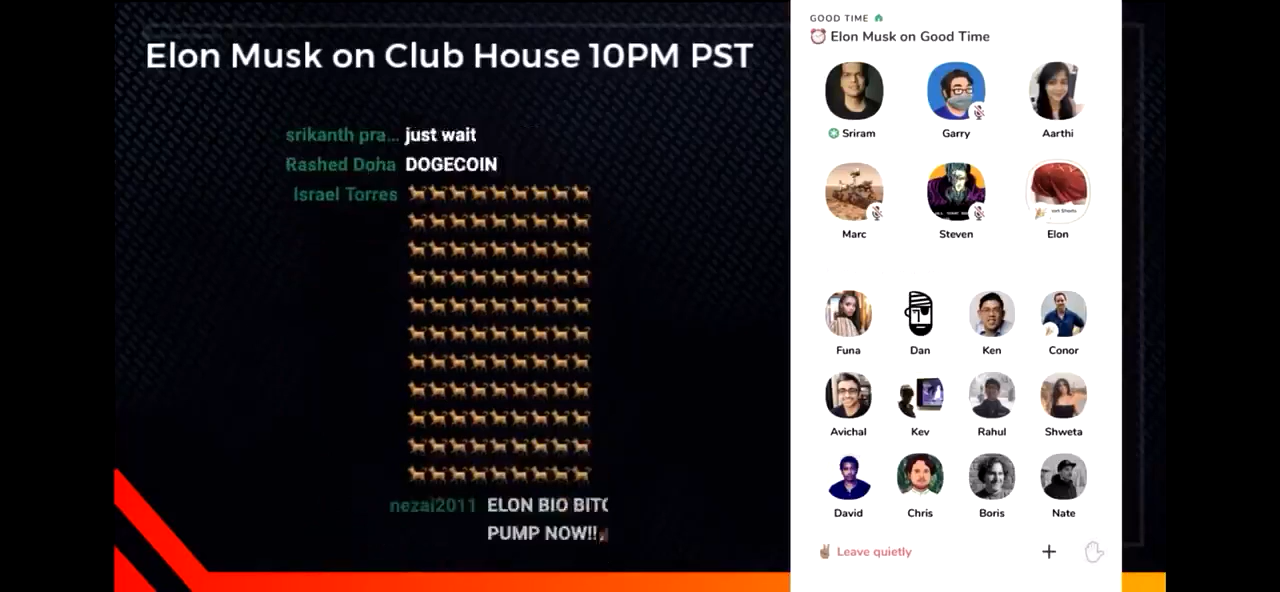 Elon Musk on Club House 10PM PST
srikanth pra... just wait
Rashed Doha DOGECOIN
Israel Torres
nezal2011 ELON BIO BITC
PUMP NOW!!
GOOD TIME
Elon Musk on Good Time
Sriram Garry Aarthi
Marc Steven Elon
Funa Dan Ken Conor
Avichal Kev Rahul Shweta
David Chris Boris Nate
Leave quietly